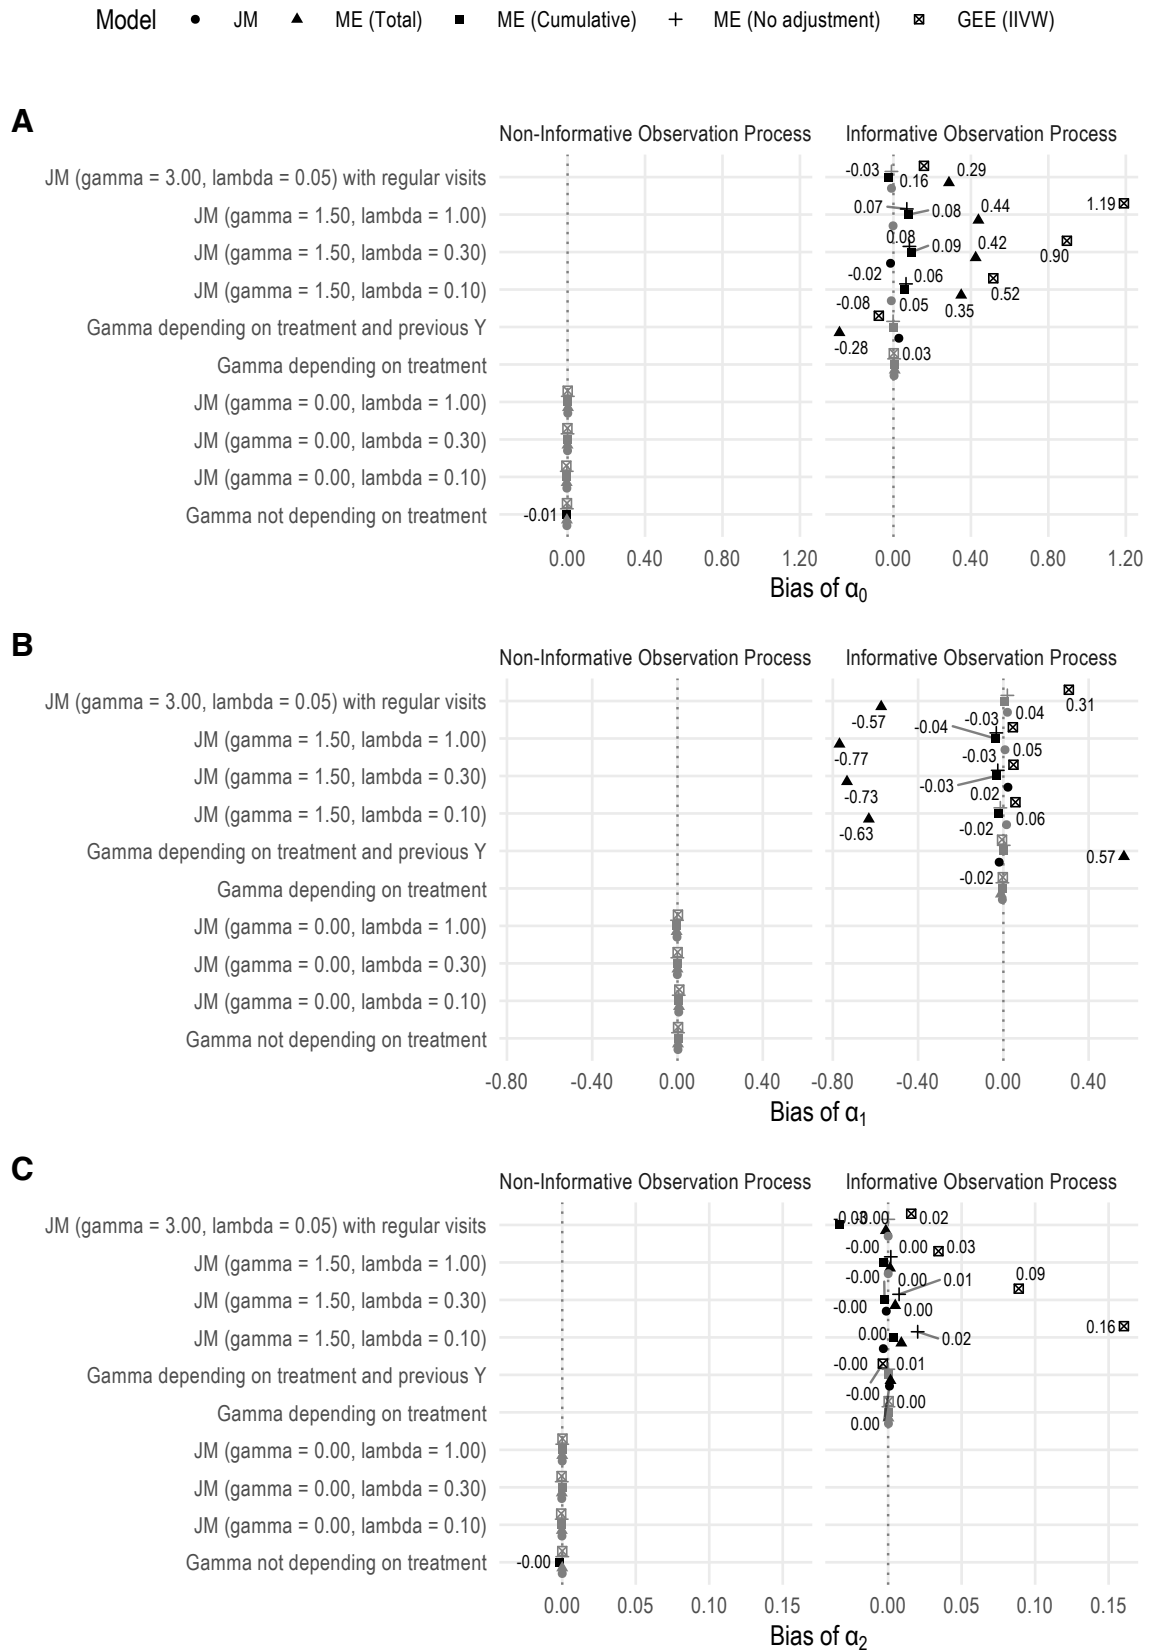 Model JM ME (Total) ME (Cumulative) ME (No adjustment) GEE (IIVW)
A
Non-Informative Observation Process Informative Observation Process
JM (gamma = 3.00, lambda = 0.05) with regular visits -0.03 0.16 0.29
JM (gamma = 1.50, lambda = 1.00) 0.07 0.08 0.44 1.19
JM (gamma = 1.50, lambda = 0.30) 0.08 0.09 0.42 0.90
-0.02
JM (gamma = 1.50, lambda = 0.10) 0.06 0.52
-0.08 0.05 0.35
Gamma depending on treatment and previous Y
-0.28 0.03
Gamma depending on treatment
JM (gamma = 0.00, lambda = 1.00)
JM (gamma = 0.00, lambda = 0.30)
JM (gamma = 0.00, lambda = 0.10)
Gamma not depending on treatment -0.01
0.00 0.40 0.80 1.20 0.00 0.40 0.80 1.20
Bias of α0
B
Non-Informative Observation Process Informative Observation Process
JM (gamma = 3.00, lambda = 0.05) with regular visits 0.31
-0.57 -0.03 0.04
-0.04
JM (gamma = 1.50, lambda = 1.00)
-0.77 -0.03 0.05
JM (gamma = 1.50, lambda = 0.30)
-0.73 -0.03 0.02
JM (gamma = 1.50, lambda = 0.10) 0.06
-0.63 -0.02
Gamma depending on treatment and previous Y 0.57
-0.02
Gamma depending on treatment
JM (gamma = 0.00, lambda = 1.00)
JM (gamma = 0.00, lambda = 0.30)
JM (gamma = 0.00, lambda = 0.10)
Gamma not depending on treatment
-0.80 -0.40 0.00 0.40 -0.80 -0.40 0.00 0.40
Bias of α1
C
Non-Informative Observation Process Informative Observation Process
JM (gamma = 3.00, lambda = 0.05) with regular visits -0.03 -0.00 0.02
-0.00 0.00 0.03
JM (gamma = 1.50, lambda = 1.00)
-0.00 0.00 0.01 0.09
JM (gamma = 1.50, lambda = 0.30)
-0.00 0.00
JM (gamma = 1.50, lambda = 0.10) 0.00 0.02 0.16
-0.00 0.01
Gamma depending on treatment and previous Y
-0.00 0.00
Gamma depending on treatment
0.00
JM (gamma = 0.00, lambda = 1.00)
JM (gamma = 0.00, lambda = 0.30)
JM (gamma = 0.00, lambda = 0.10)
Gamma not depending on treatment -0.00
0.00 0.05 0.10 0.15 0.00 0.05 0.10 0.15
Bias of α2